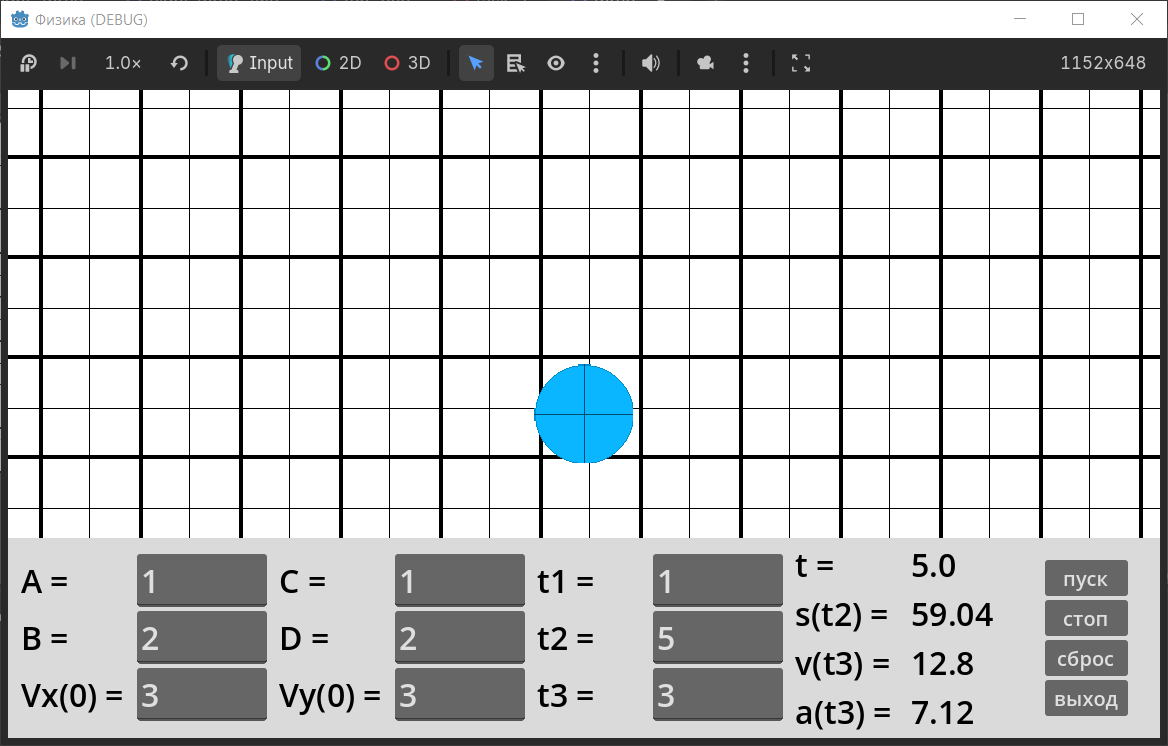 Физика (DEBUG)
1.0× Input 2D 3D 1152x648
A = 1 C = 1 t1 = 1 t = 5.0 пуск
B = 2 D = 2 t2 = 5 s(t2) = 59.04 стоп
Vx(0) = 3 Vy(0) = 3 t3 = 3 v(t3) = 12.8 сброс
a(t3) = 7.12 выход